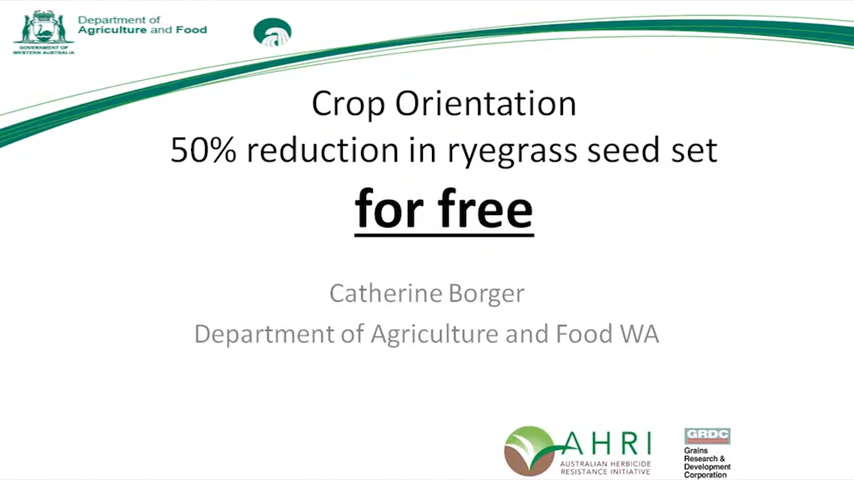 Department of
Agriculture and Food
GOVERNMENT OF
WESTERN AUSTRALIA
Crop Orientation
50% reduction in ryegrass seed set
for free
Catherine Borger
Department of Agriculture and Food WA
AHRI
AUSTRALIAN HERBICIDE
RESISTANCE INITIATIVE
GRDC
Grains
Research &
Development
Corporation